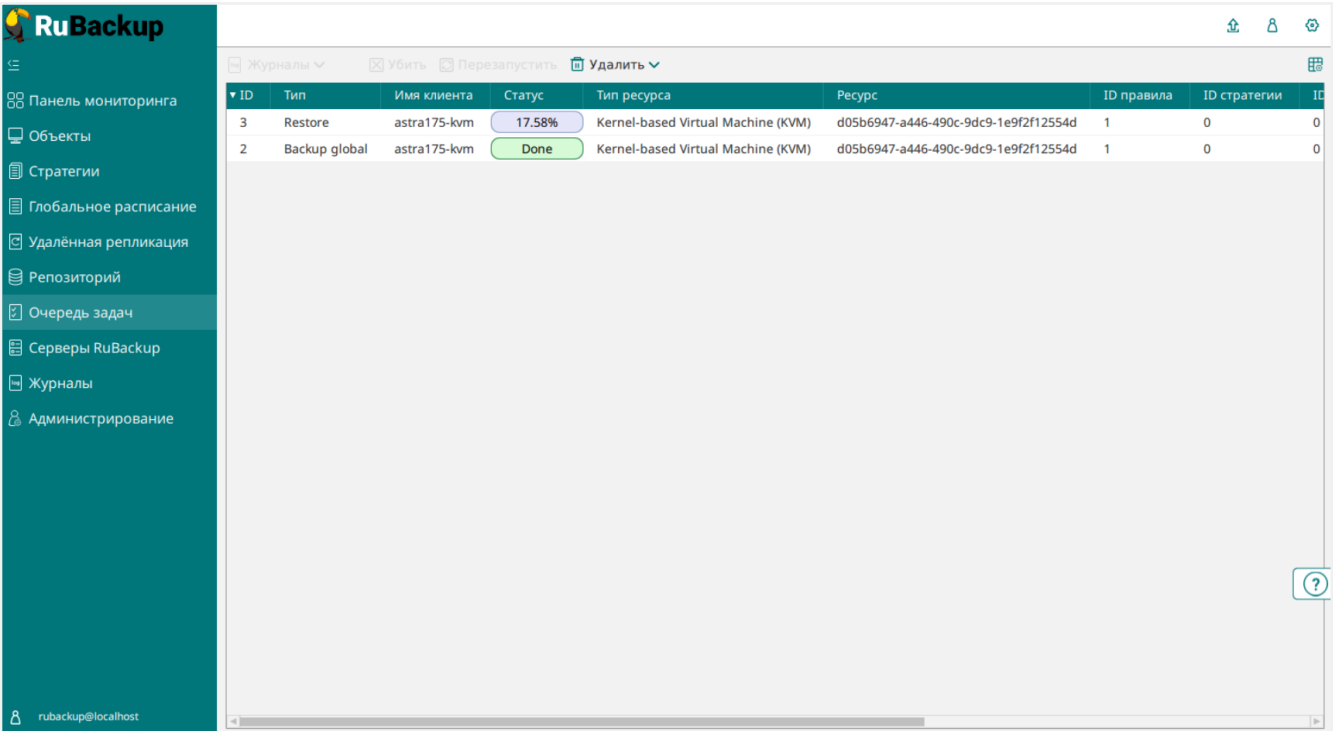 RuBackup
Журналы Убить Перезапустить Удалить
Панель мониторинга
Объекты
Стратегии
Глобальное расписание
Удалённая репликация
Репозиторий
Очередь задач
Серверы RuBackup
Журналы
Администрирование
rubackup@localhost
ID Тип Имя клиента Статус Тип ресурса Ресурс ID правила ID стратегии ID
3 Restore astra175-kvm 17.58% Kernel-based Virtual Machine (KVM) d05b6947-a446-490c-9dc9-1e9f2f12554d 1 0 0
2 Backup global astra175-kvm Done Kernel-based Virtual Machine (KVM) d05b6947-a446-490c-9dc9-1e9f2f12554d 1 0 0
?